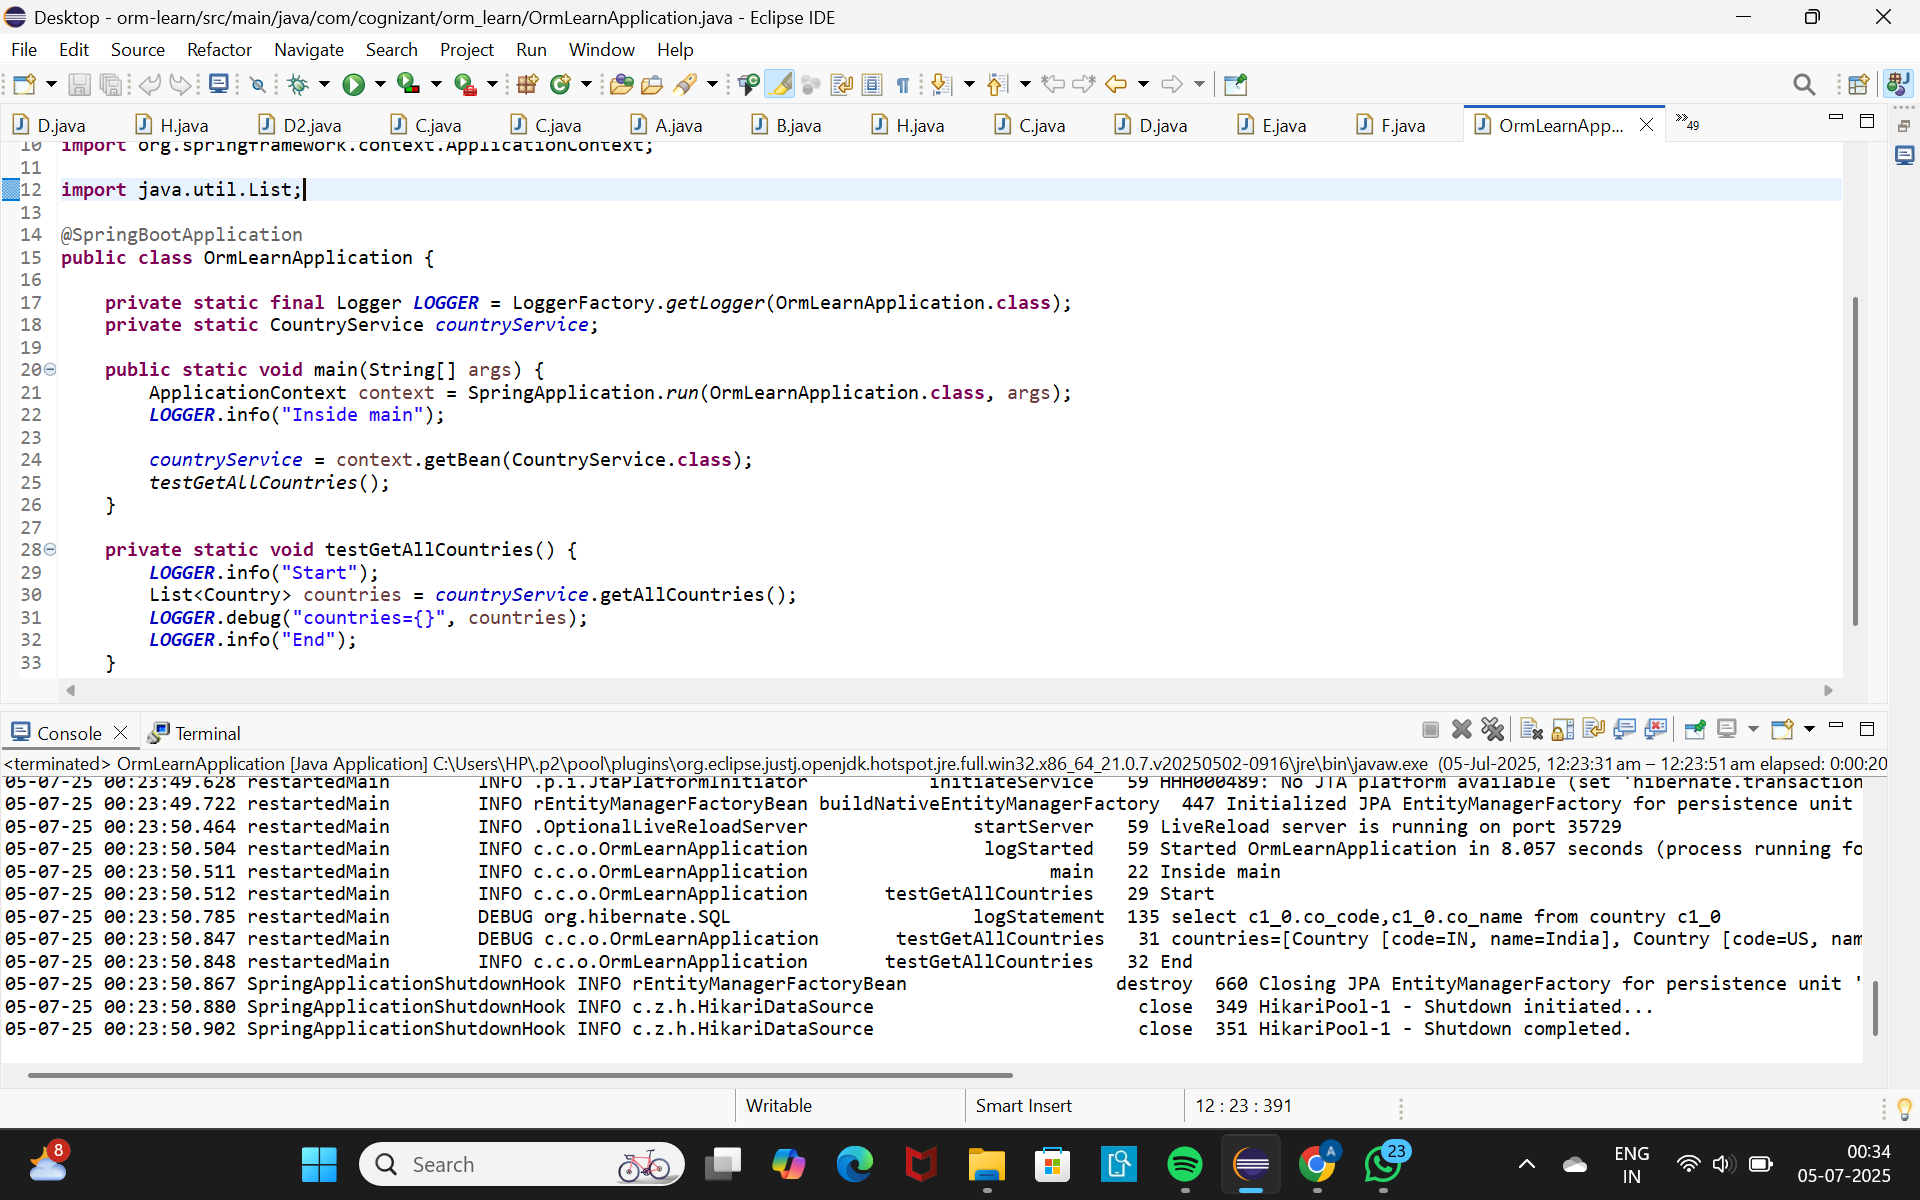 Desktop - orm-learn/src/main/java/com/cognizant/orm_learn/OrmLearnApplication.java - Eclipse IDE
File Edit Source Refactor Navigate Search Project Run Window Help
D.java H.java D2.java C.java C.java A.java B.java H.java C.java D.java E.java F.java OrmLearnApp... »49
10 import org.springframework.context.ApplicationContext;
11
12 import java.util.List;
13
14 @SpringBootApplication
15 public class OrmLearnApplication {
16
17     private static final Logger LOGGER = LoggerFactory.getLogger(OrmLearnApplication.class);
18     private static CountryService countryService;
19
20     public static void main(String[] args) {
21         ApplicationContext context = SpringApplication.run(OrmLearnApplication.class, args);
22         LOGGER.info("Inside main");
23
24         countryService = context.getBean(CountryService.class);
25         testGetAllCountries();
26     }
27
28     private static void testGetAllCountries() {
29         LOGGER.info("Start");
30         List<Country> countries = countryService.getAllCountries();
31         LOGGER.debug("countries={}", countries);
32         LOGGER.info("End");
33     }
Console Terminal
<terminated> OrmLearnApplication [Java Application] C:\Users\HP\.p2\pool\plugins\org.eclipse.justj.openjdk.hotspot.jre.full.win32.x86_64_21.0.7.v20250502-0916\jre\bin\javaw.exe (05-Jul-2025, 12:23:31 am – 12:23:51 am elapsed: 0:00:20
05-07-25 00:23:49.628 restartedMain INFO .p.i.JtaPlatformInitiator initiateService 59 HHH000489: No JTA platform available (set 'hibernate.transaction
05-07-25 00:23:49.722 restartedMain INFO rEntityManagerFactoryBean buildNativeEntityManagerFactory 447 Initialized JPA EntityManagerFactory for persistence unit
05-07-25 00:23:50.464 restartedMain INFO .OptionalLiveReloadServer startServer 59 LiveReload server is running on port 35729
05-07-25 00:23:50.504 restartedMain INFO c.c.o.OrmLearnApplication logStarted 59 Started OrmLearnApplication in 8.057 seconds (process running fo
05-07-25 00:23:50.511 restartedMain INFO c.c.o.OrmLearnApplication main 22 Inside main
05-07-25 00:23:50.512 restartedMain INFO c.c.o.OrmLearnApplication testGetAllCountries 29 Start
05-07-25 00:23:50.785 restartedMain DEBUG org.hibernate.SQL logStatement 135 select c1_0.co_code,c1_0.co_name from country c1_0
05-07-25 00:23:50.847 restartedMain DEBUG c.c.o.OrmLearnApplication testGetAllCountries 31 countries=[Country [code=IN, name=India], Country [code=US, nam
05-07-25 00:23:50.848 restartedMain INFO c.c.o.OrmLearnApplication testGetAllCountries 32 End
05-07-25 00:23:50.867 SpringApplicationShutdownHook INFO rEntityManagerFactoryBean destroy 660 Closing JPA EntityManagerFactory for persistence unit '
05-07-25 00:23:50.880 SpringApplicationShutdownHook INFO c.z.h.HikariDataSource close 349 HikariPool-1 - Shutdown initiated...
05-07-25 00:23:50.902 SpringApplicationShutdownHook INFO c.z.h.HikariDataSource close 351 HikariPool-1 - Shutdown completed.
Writable Smart Insert 12 : 23 : 391
8 Search A 23 ENG 00:34
IN 05-07-2025